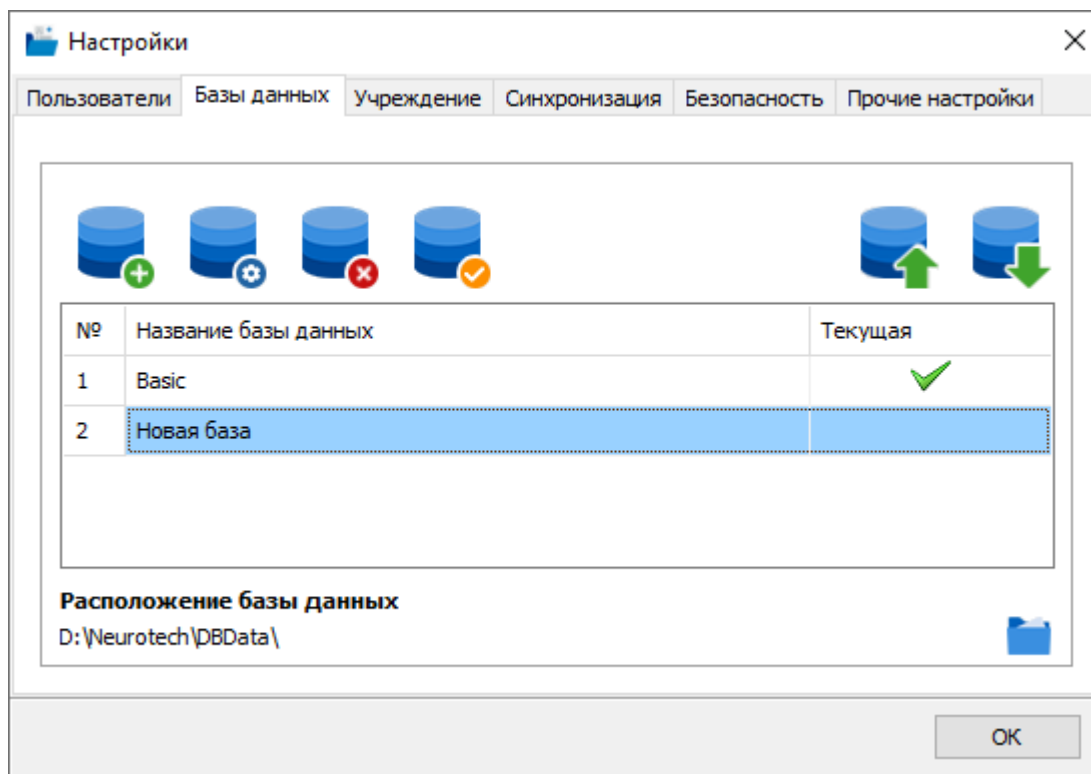 Настройки
Пользователи Базы данных Учреждение Синхронизация Безопасность Прочие настройки
№ Название базы данных Текущая
1 Basic
2 Новая база
Расположение базы данных
D:\Neurotech\DBData\
OK